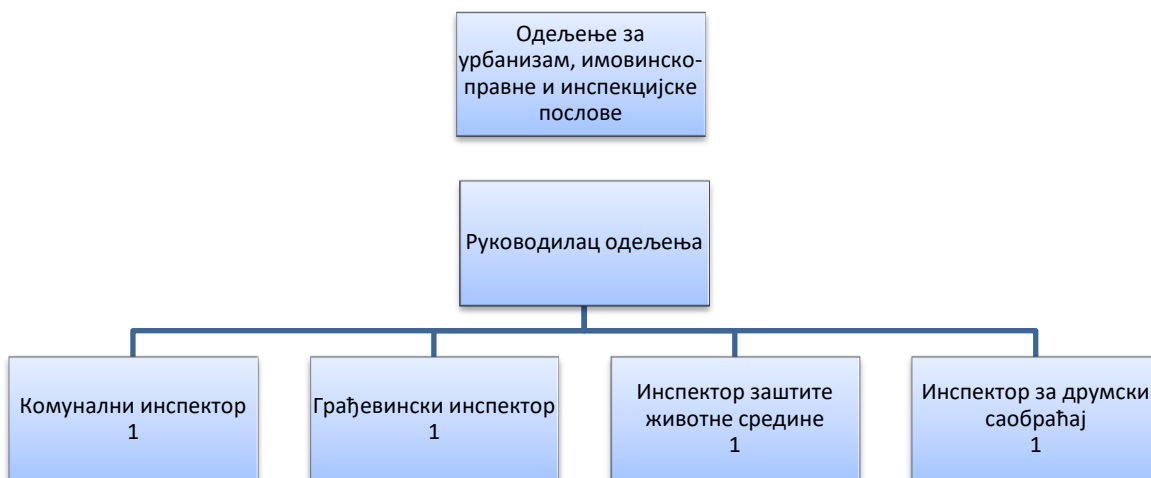 Одељење за
урбанизам, имовинско-
правне и инспекцијске
послове
Руководилац одељења
Комунални инспектор
1
Грађевински инспектор
1
Инспектор заштите
животне средине
1
Инспектор за друмски
саобраћај
1